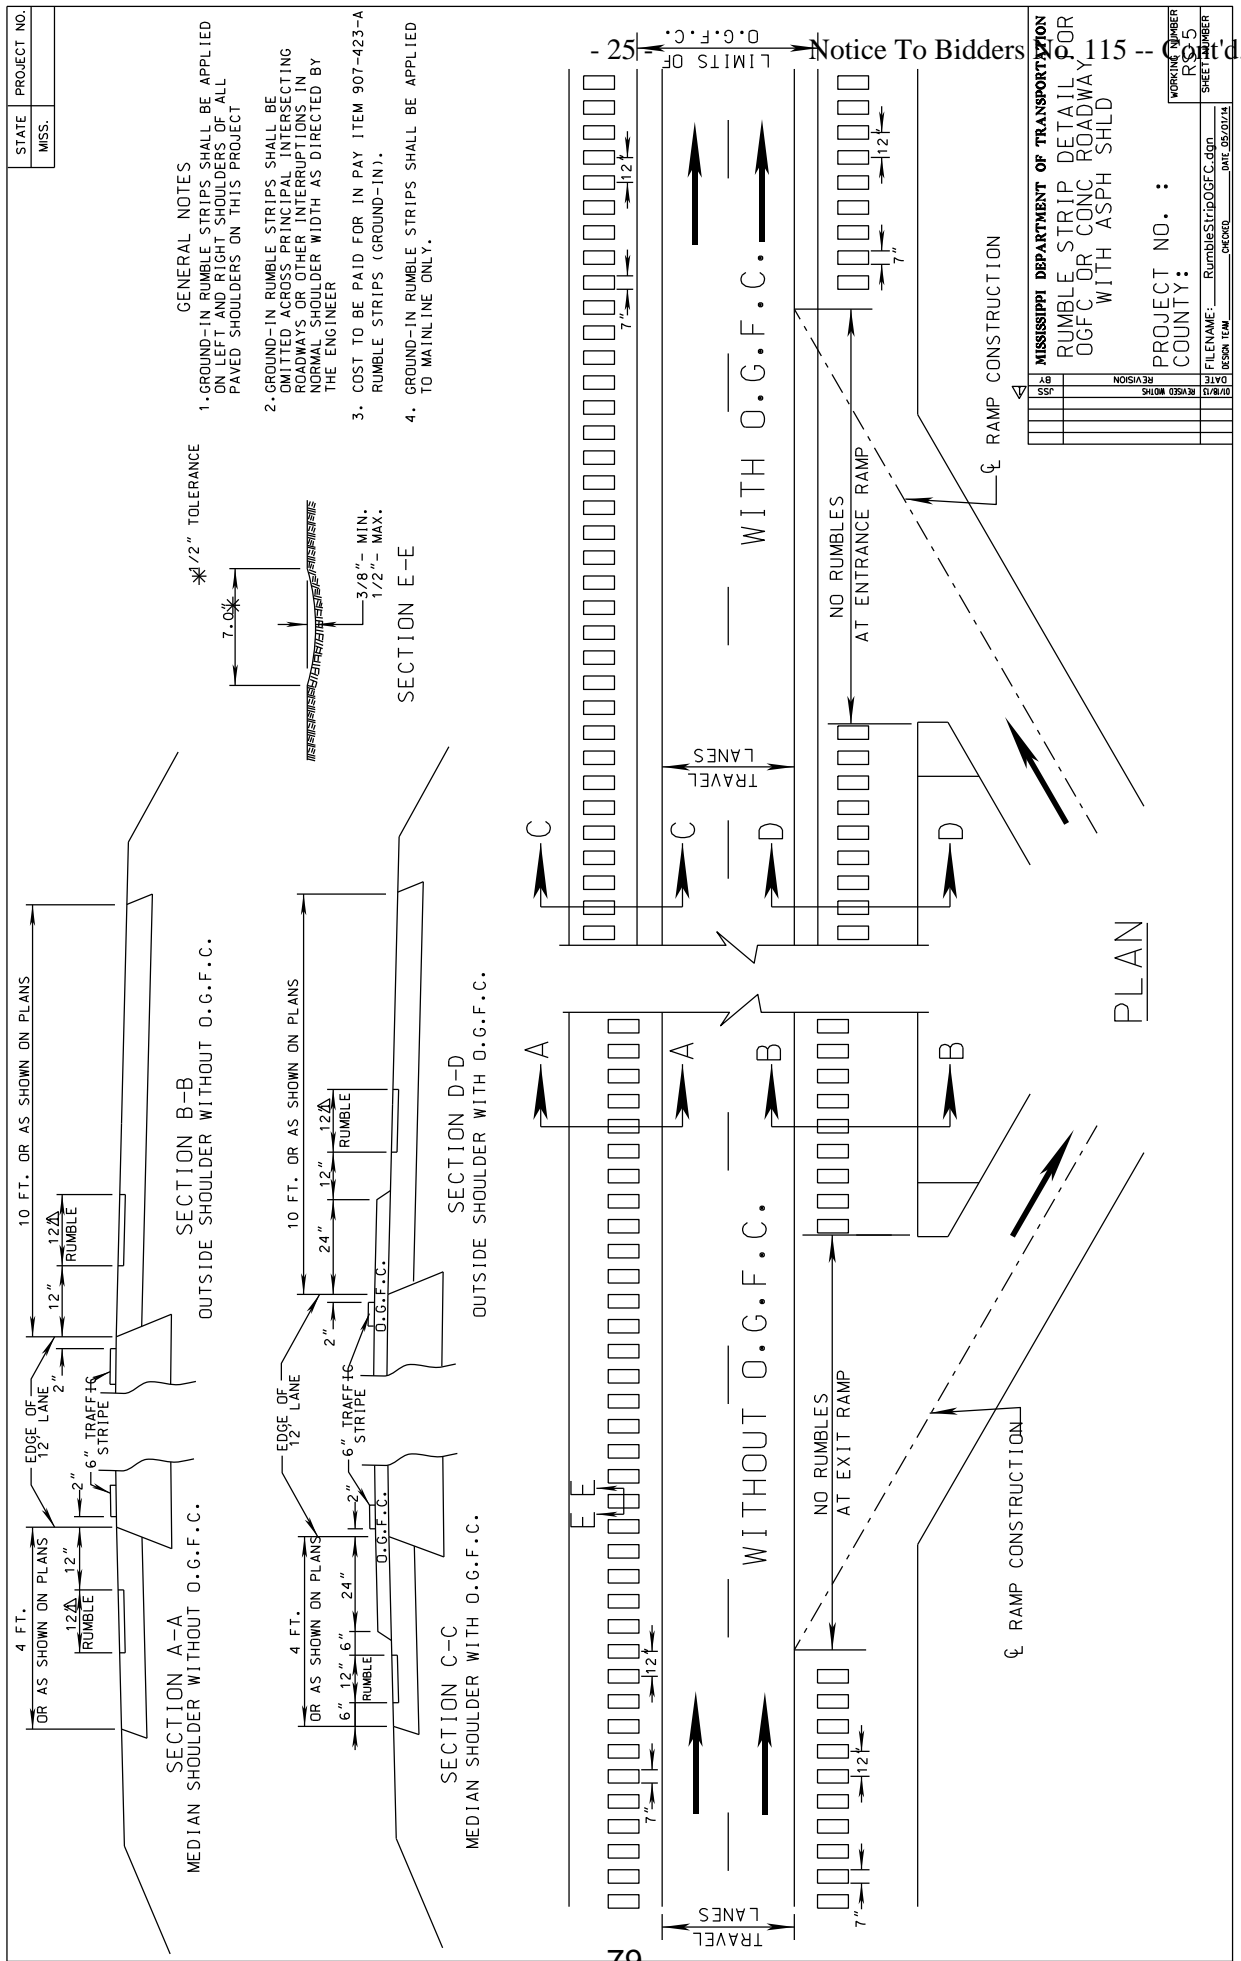 - 25 -
Notice To Bidders No. 115 -- Cont'd.
STATE
PROJECT NO.
MISS.
GENERAL NOTES
1. GROUND-IN RUMBLE STRIPS SHALL BE APPLIED
ON LEFT AND RIGHT SHOULDERS OF ALL
PAVED SHOULDERS ON THIS PROJECT
2. GROUND-IN RUMBLE STRIPS SHALL BE
OMITTED ACROSS PRINCIPAL INTERSECTING
ROADWAYS OR OTHER INTERRUPTIONS IN
NORMAL SHOULDER WIDTH AS DIRECTED BY
THE ENGINEER
3. COST TO BE PAID FOR IN PAY ITEM 907-423-A
RUMBLE STRIPS (GROUND-IN).
4. GROUND-IN RUMBLE STRIPS SHALL BE APPLIED
TO MAINLINE ONLY.
*1/2" TOLERANCE
7.0"*
3/8"- MIN.
1/2"- MAX.
SECTION E-E
10 FT. OR AS SHOWN ON PLANS
12"
12"
RUMBLE
2"
SECTION B-B
OUTSIDE SHOULDER WITHOUT O.G.F.C.
EDGE OF
12' LANE
6" TRAFFIC
STRIPE
4 FT.
OR AS SHOWN ON PLANS
12"
RUMBLE
12"
2"
SECTION A-A
MEDIAN SHOULDER WITHOUT O.G.F.C.
10 FT. OR AS SHOWN ON PLANS
2"
24"
12"
12"
RUMBLE
O.G.F.C.
SECTION D-D
OUTSIDE SHOULDER WITH O.G.F.C.
EDGE OF
12' LANE
6" TRAFFIC
STRIPE
4 FT.
OR AS SHOWN ON PLANS
6" 12" 6" 24" 2"
RUMBLE
O.G.F.C.
SECTION C-C
MEDIAN SHOULDER WITH O.G.F.C.
LIMITS OF
O.G.F.C.
7"
12"
WITH O.G.F.C.
7"
12"
NO RUMBLES
AT ENTRANCE RAMP
℄ RAMP CONSTRUCTION
TRAVEL
LANES
C
C
D
D
A
A
B
B
E E
WITHOUT O.G.F.C.
NO RUMBLES
AT EXIT RAMP
℄ RAMP CONSTRUCTION
7"
12"
7"
12"
TRAVEL
LANES
PLAN
MISSISSIPPI DEPARTMENT OF TRANSPORTATION
RUMBLE STRIP DETAIL FOR
OGFC OR CONC ROADWAY
WITH ASPH SHLD
PROJECT NO. :
COUNTY:
WORKING NUMBER
RS-5
SHEET NUMBER
FILENAME: RumbleStripOGFC.dgn
DESIGN TEAM CHECKED DATE 05/01/14
DATE REVISION BY
01/18/13 REVISED WIDTHS JSS
79